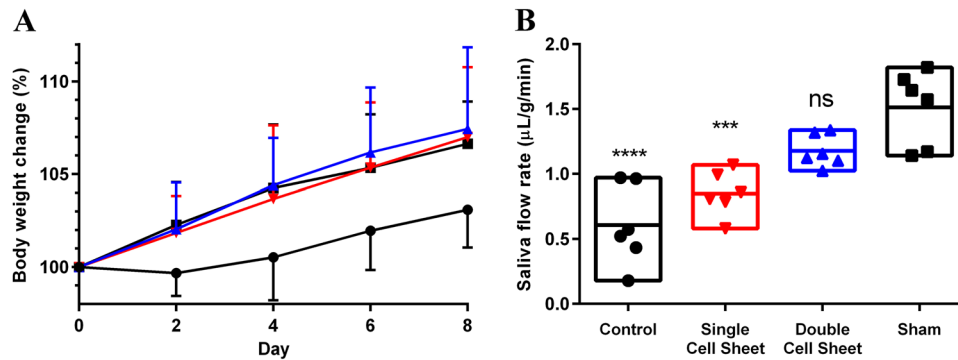 A
Body weight change (%)
110
105
100
0
2
4
6
8
Day
B
Saliva flow rate (μL/g/min)
2.0
1.5
1.0
0.5
0.0
****
***
ns
Control
Single
Cell Sheet
Double
Cell Sheet
Sham